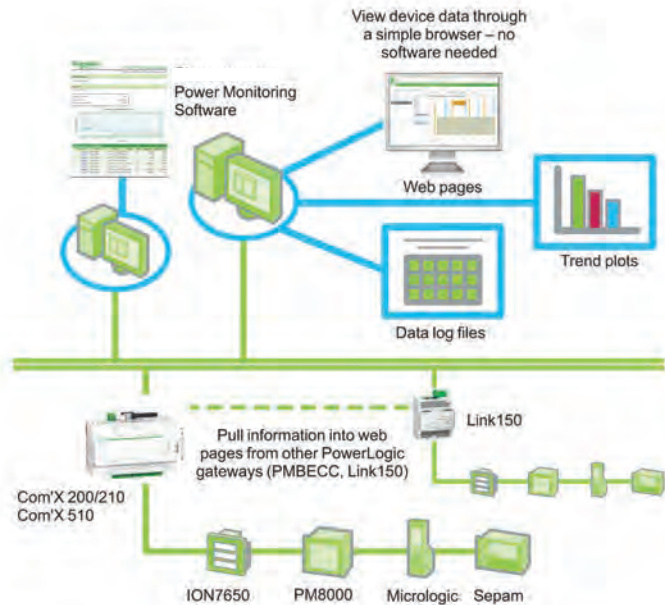 View device data through
a simple browser – no
software needed
Power Monitoring
Software
Web pages
Trend plots
Data log files
Link150
Pull information into web
pages from other PowerLogic
gateways (PMBECC, Link150)
Com'X 200/210
Com'X 510
ION7650
PM8000
Micrologic
Sepam